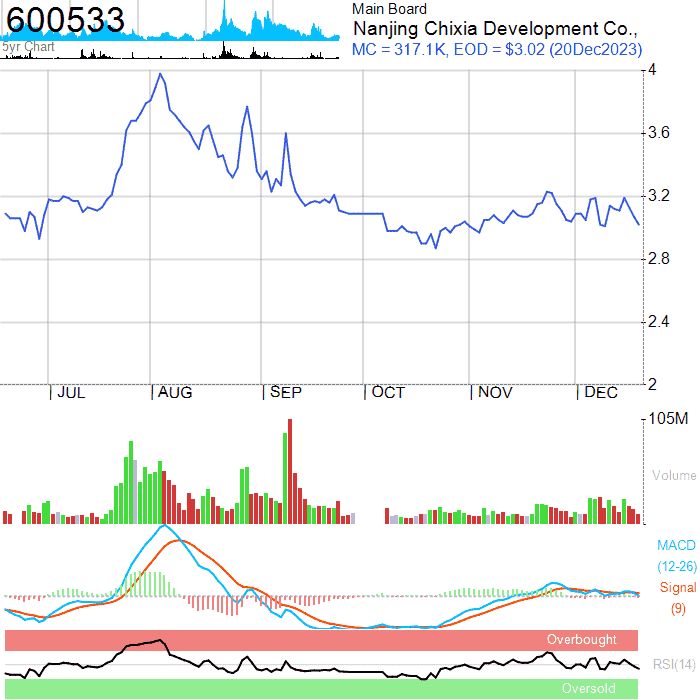 600533
5yr Chart
Main Board
Nanjing Chixia Development Co.,
MC = 317.1K, EOD = $3.02 (20Dec2023)
4
3.6
3.2
2.8
2.4
2
JUL AUG SEP OCT NOV DEC
105M
Volume
MACD
(12-26)
Signal
(9)
Overbought
RSI(14)
Oversold